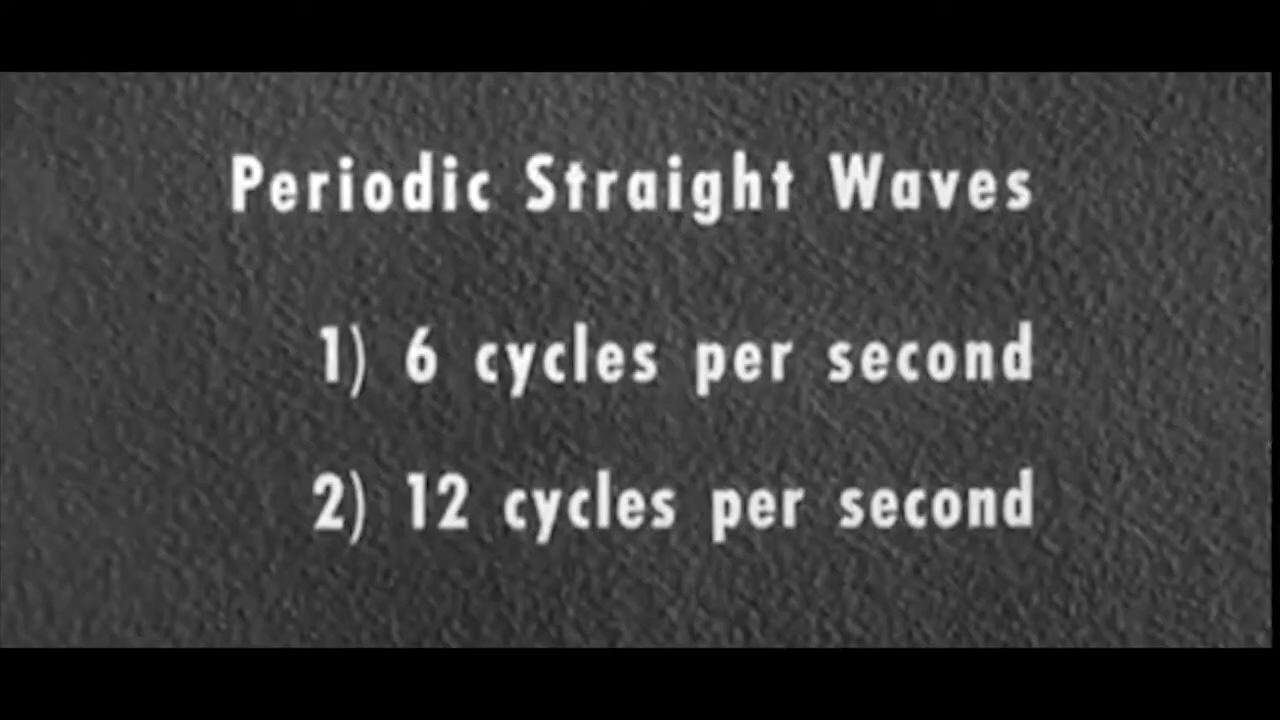 Periodic Straight Waves
1) 6 cycles per second
2) 12 cycles per second